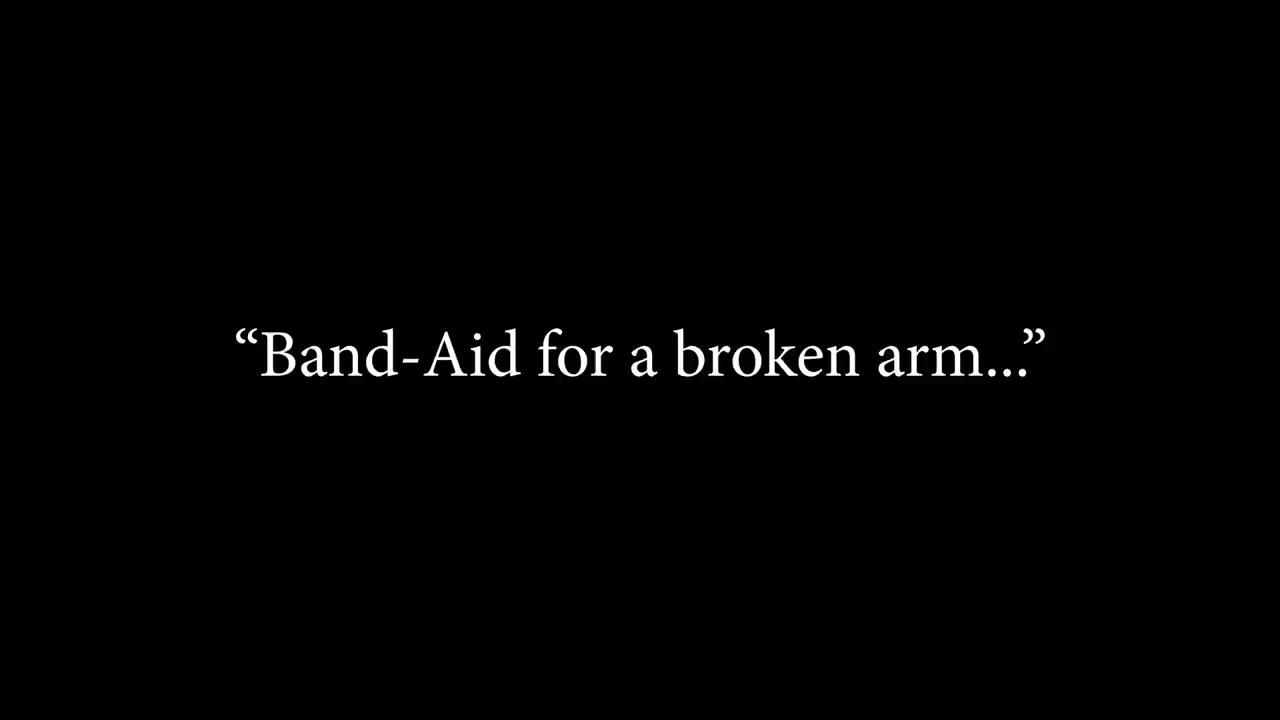 “Band-Aid for a broken arm...”